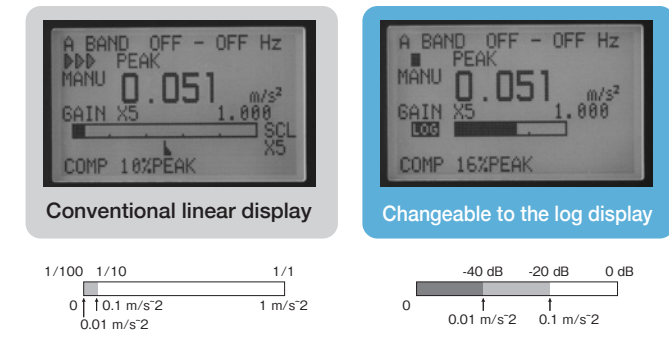 A BAND OFF - OFF Hz
PEAK
MANU 0.051 m/s²
GAIN X5 1.000
SCL
X5
COMP 10%PEAK
Conventional linear display
1/100 1/10 1/1
0 0.1 m/s⁻2 1 m/s⁻2
0.01 m/s⁻2
A BAND OFF - OFF Hz
PEAK
MANU 0.051 m/s²
GAIN X5 1.000
LOG
COMP 16%PEAK
Changeable to the log display
-40 dB -20 dB 0 dB
0
0.01 m/s⁻2 0.1 m/s⁻2